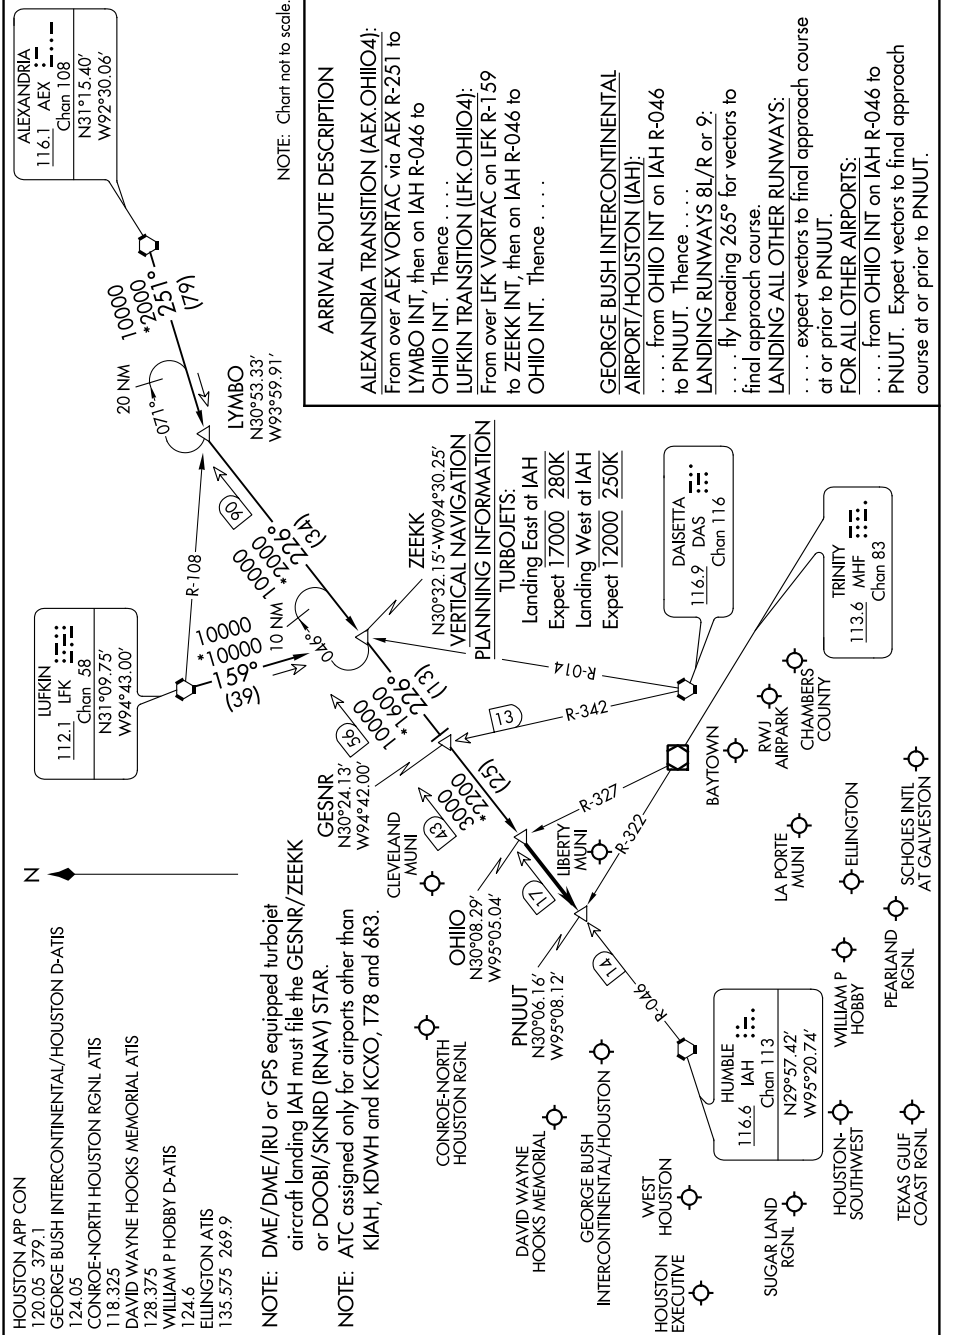 HOUSTON APP CON
120.05 379.1
GEORGE BUSH INTERCONTINENTAL/HOUSTON D-ATIS
124.05
CONROE-NORTH HOUSTON RGNL ATIS
118.325
DAVID WAYNE HOOKS MEMORIAL ATIS
128.375
WILLIAM P HOBBY D-ATIS
124.6
ELLINGTON ATIS
135.575 269.9
NOTE: DME/DME/IRU or GPS equipped turbojet
aircraft landing IAH must file the GESNR/ZEEKK
or DOOBI/SKNRD (RNAV) STAR.
NOTE: ATC assigned only for airports other than
KIAH, KDWH and KCXO, T78 and 6R3.
N
LUFKIN
112.1 LFK
Chan 58
N31°09.75'
W94°43.00'
ALEXANDRIA
116.1 AEX
Chan 108
N31°15.40'
W92°30.06'
NOTE: Chart not to scale.
10000
*2000
251°
(79)
20 NM
071°
LYMBO
N30°53.33'
W93°59.91'
R-108
90
10000
*2000
226°
(34)
10000
*10000
159°
(39)
10 NM
046°
ZEEKK
N30°32.15'-W094°30.25'
VERTICAL NAVIGATION
PLANNING INFORMATION
TURBOJETS:
Landing East at IAH
Expect 17000 280K
Landing West at IAH
Expect 12000 250K
56
10000
*1600
226°
(13)
GESNR
N30°24.13'
W94°42.00'
R-014
13
R-342
43
3000
*2200
(25)
CLEVELAND
MUNI
OHIIO
N30°08.29'
W95°05.04'
LIBERTY
MUNI
17
R-327
R-322
PNUUT
N30°06.16'
W95°08.12'
14
R-046
DAISETTA
116.9 DAS
Chan 116
TRINITY
113.6 MHF
Chan 83
HUMBLE
116.6 IAH
Chan 113
N29°57.42'
W95°20.74'
CONROE-NORTH
HOUSTON RGNL
DAVID WAYNE
HOOKS MEMORIAL
GEORGE BUSH
INTERCONTINENTAL/HOUSTON
WEST
HOUSTON
HOUSTON
EXECUTIVE
SUGAR LAND
RGNL
HOUSTON-
SOUTHWEST
TEXAS GULF
COAST RGNL
WILLIAM P
HOBBY
PEARLAND
RGNL
ELLINGTON
LA PORTE
MUNI
SCHOLES INTL
AT GALVESTON
BAYTOWN
RWJ
AIRPARK
CHAMBERS
COUNTY
ARRIVAL ROUTE DESCRIPTION
ALEXANDRIA TRANSITION (AEX.OHIIO4):
From over AEX VORTAC via AEX R-251 to
LYMBO INT, then on IAH R-046 to
OHIIO INT. Thence . . . .
LUFKIN TRANSITION (LFK.OHIIO4):
From over LFK VORTAC on LFK R-159
to ZEEKK INT, then on IAH R-046 to
OHIIO INT. Thence . . . .
GEORGE BUSH INTERCONTINENTAL
AIRPORT/HOUSTON (IAH):
. . . . from OHIIO INT on IAH R-046
to PNUUT. Thence . . . .
LANDING RUNWAYS 8L/R or 9:
. . . . fly heading 265° for vectors to
final approach course.
LANDING ALL OTHER RUNWAYS:
. . . . expect vectors to final approach course
at or prior to PNUUT.
FOR ALL OTHER AIRPORTS:
. . . . from OHIIO INT on IAH R-046 to
PNUUT. Expect vectors to final approach
course at or prior to PNUUT.